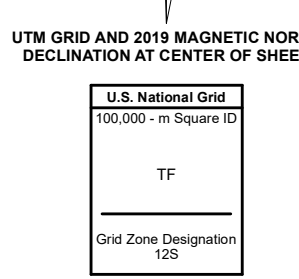 UTM GRID AND 2019 MAGNETIC NOR
DECLINATION AT CENTER OF SHEE
U.S. National Grid
100,000 - m Square ID
TF
Grid Zone Designation
12S